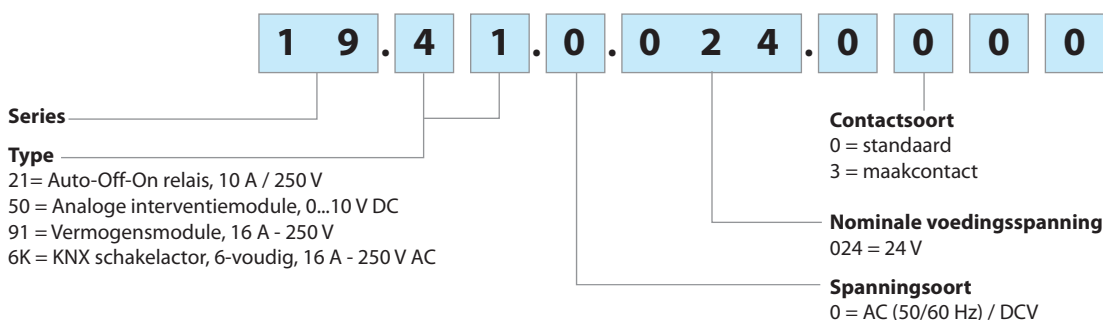 1 9 . 4 1 . 0 . 0 2 4 . 0 0 0 0
Series
Type
21= Auto-Off-On relais, 10 A / 250 V
50 = Analoge interventiemodule, 0...10 V DC
91 = Vermogensmodule, 16 A - 250 V
6K = KNX schakelactor, 6-voudig, 16 A - 250 V AC
Contactsoort
0 = standaard
3 = maakcontact
Nominale voedingsspanning
024 = 24 V
Spanningsoort
0 = AC (50/60 Hz) / DCV